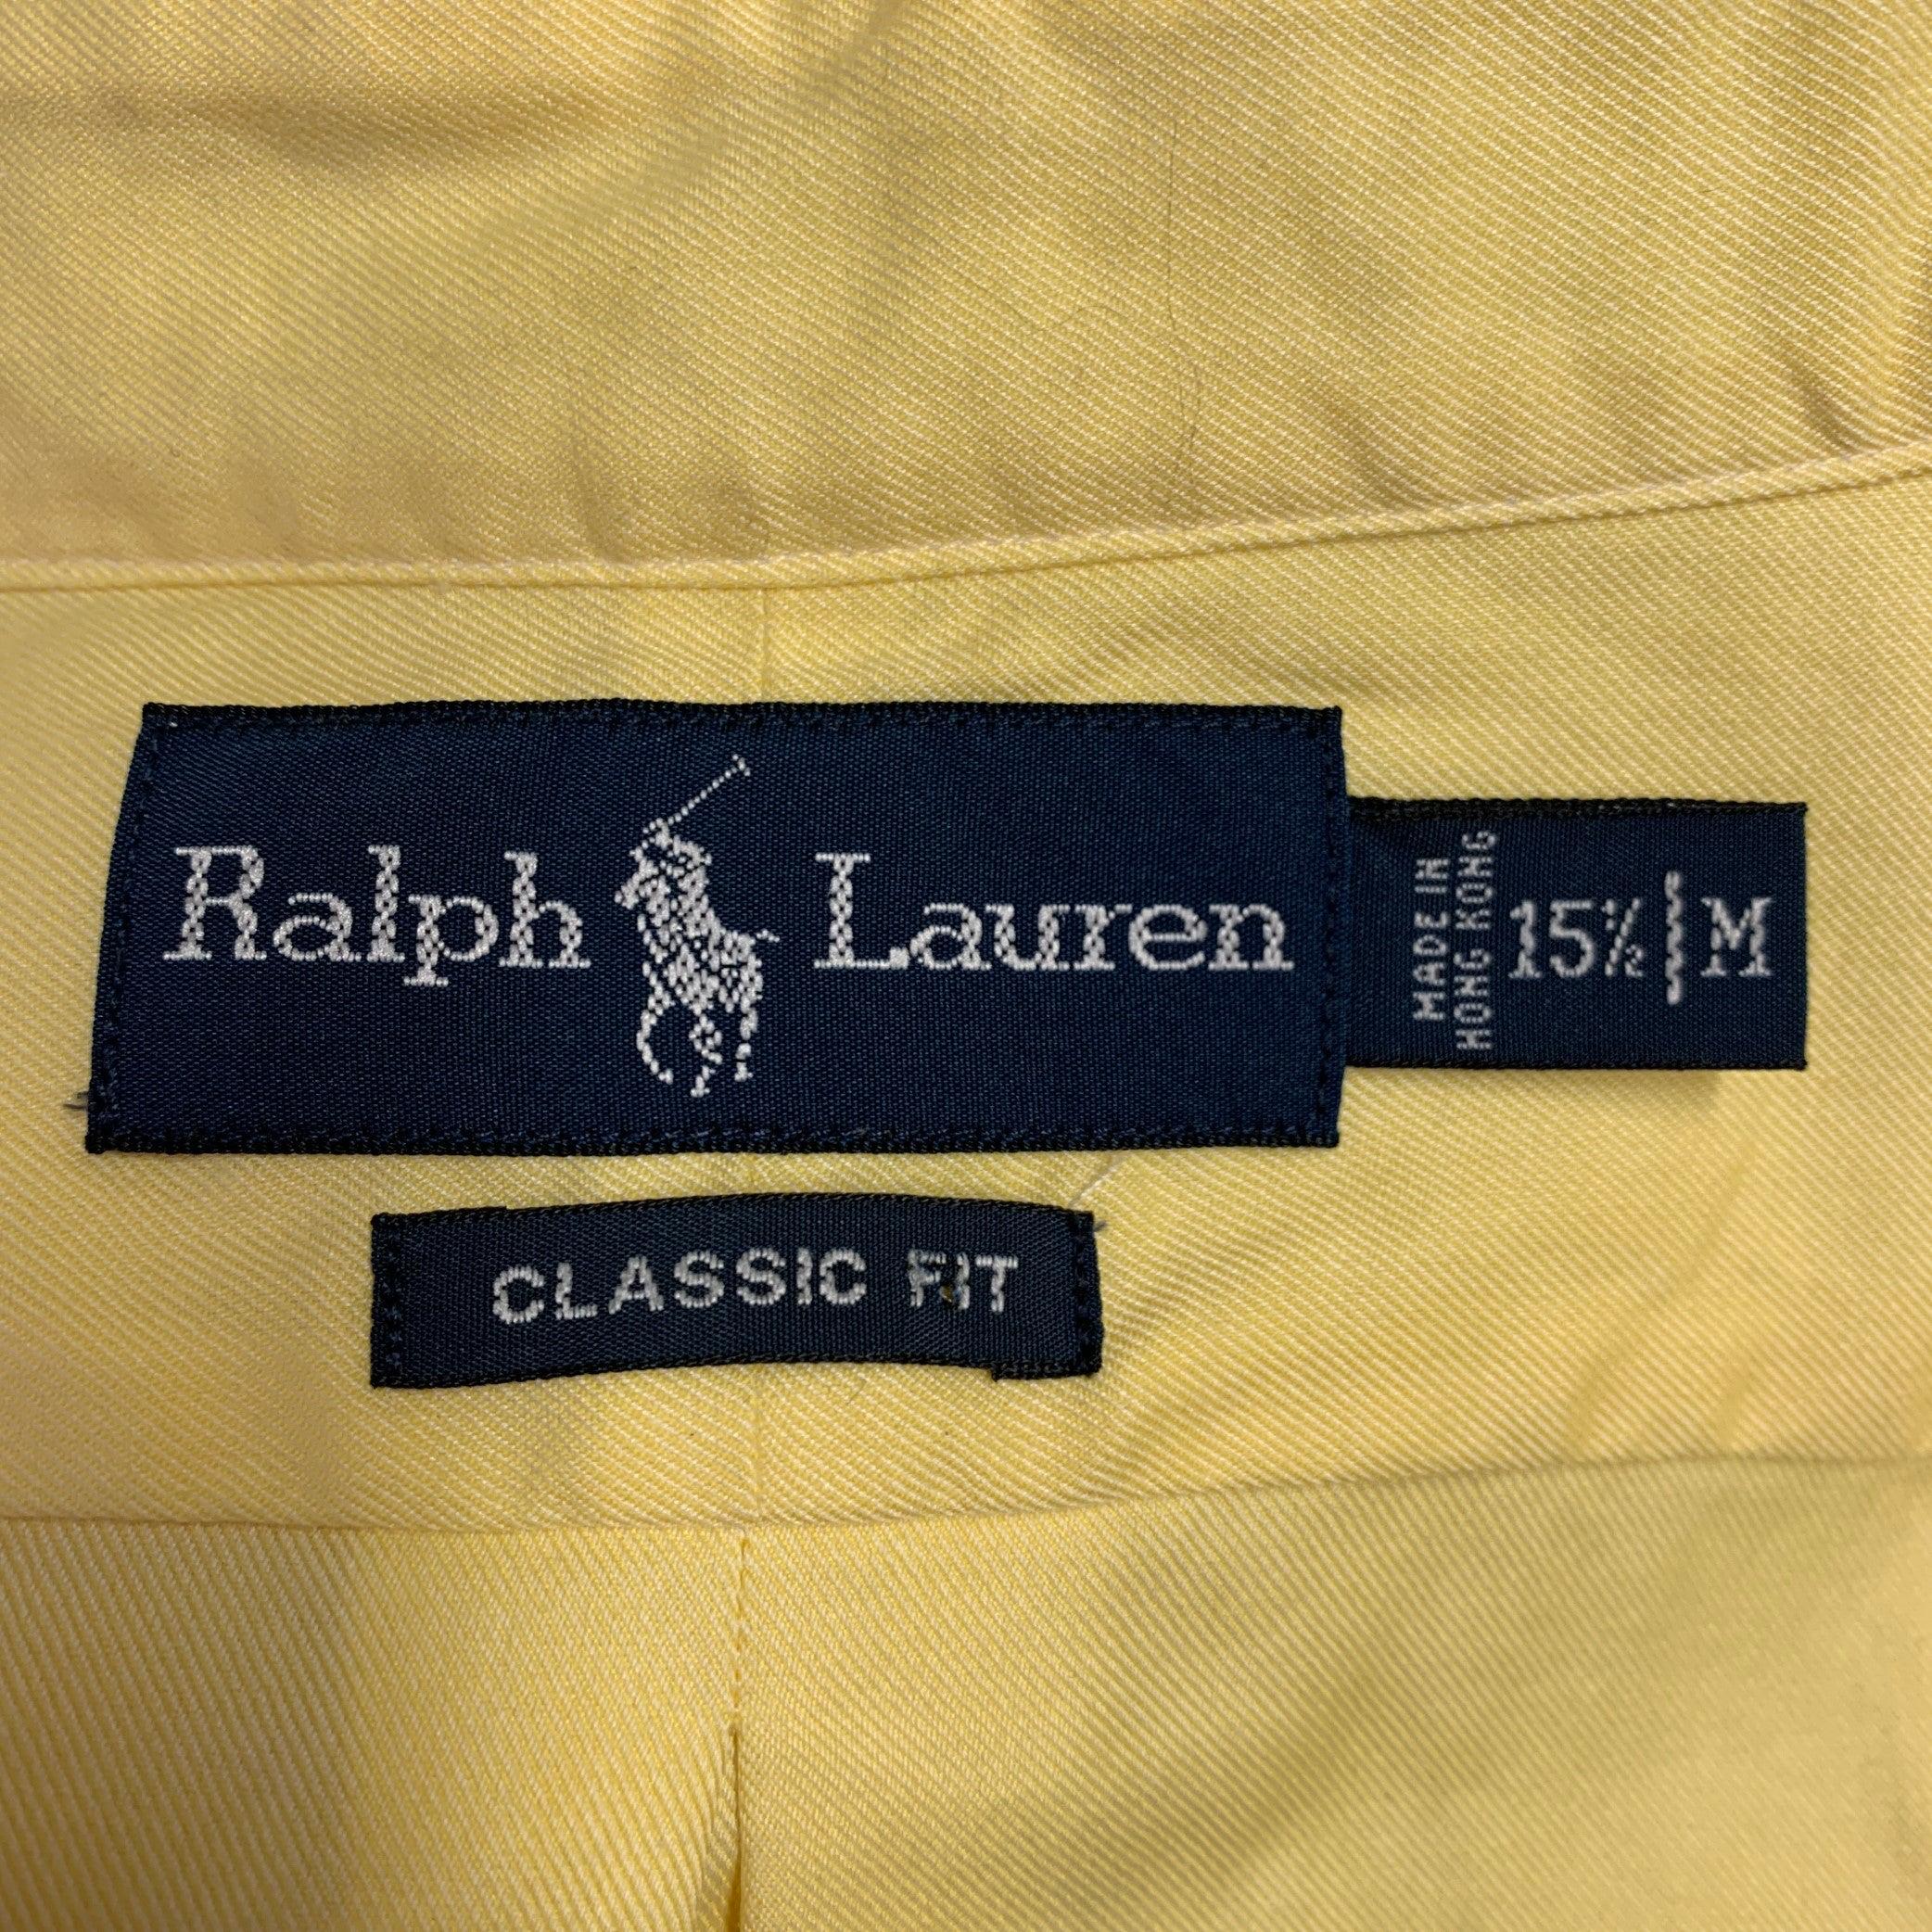 Ralph Lauren
MADE IN
HONG KONG
15½ | M
CLASSIC FIT